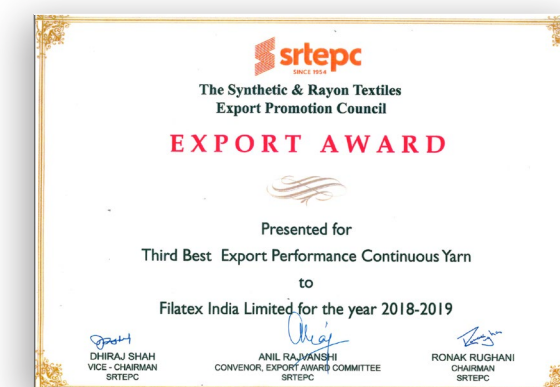 srtepc
SINCE 1954
The Synthetic & Rayon Textiles
Export Promotion Council
EXPORT AWARD
Presented for
Third Best Export Performance Continuous Yarn
to
Filatex India Limited for the year 2018-2019
DHIRAJ SHAH
VICE - CHAIRMAN
SRTEPC
ANIL RAJVANSHI
CONVENOR, EXPORT AWARD COMMITTEE
SRTEPC
RONAK RUGHANI
CHAIRMAN
SRTEPC